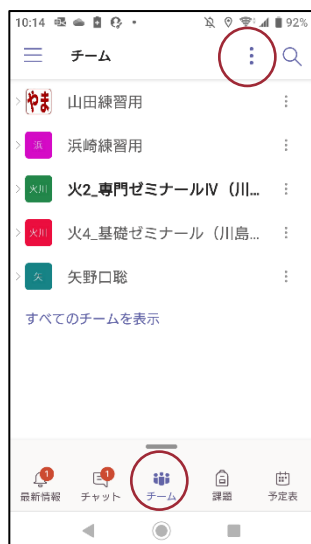 10:14 92%
チーム
やま 山田練習用
浜 浜崎練習用
火川 火2_専門ゼミナールⅣ（川...
火川 火4_基礎ゼミナール（川島...
矢 矢野口聡
すべてのチームを表示
1 1
最新情報 チャット チーム 課題 予定表